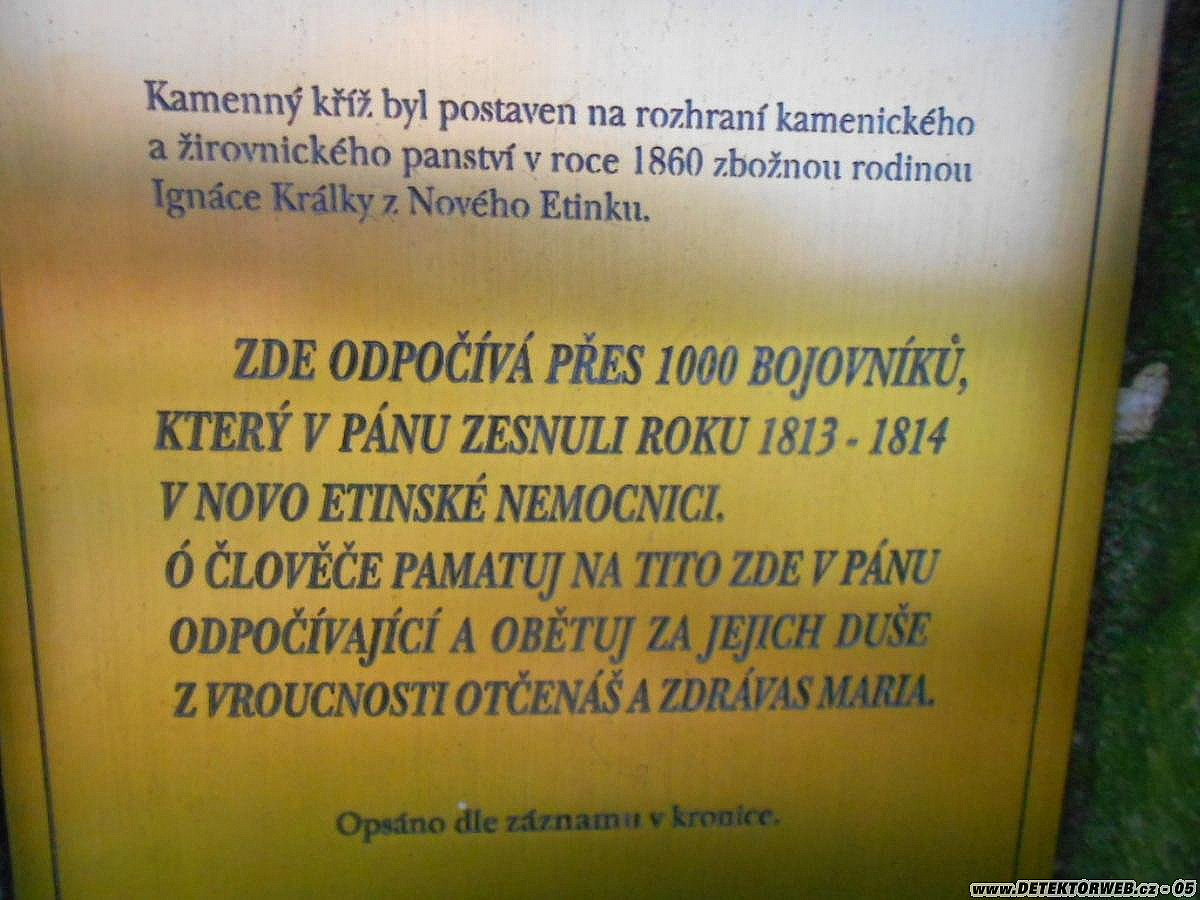 Kamenný kříž byl postaven na rozhraní kamenického
a žirovnického panství v roce 1860 zbožnou rodinou
Ignáce Králky z Nového Etinku.
ZDE ODPOČÍVÁ PŘES 1000 BOJOVNÍKŮ,
KTERÝ V PÁNU ZESNULI ROKU 1813 - 1814
V NOVO ETINSKÉ NEMOCNICI.
Ó ČLOVĚČE PAMATUJ NA TITO ZDE V PÁNU
ODPOČÍVAJÍCÍ A OBĚTUJ ZA JEJICH DUŠE
Z VROUCNOSTI OTČENÁŠ A ZDRÁVAS MARIA.
Opsáno dle záznamu v kronice.
www.DETEKTORWEB.cz - 05